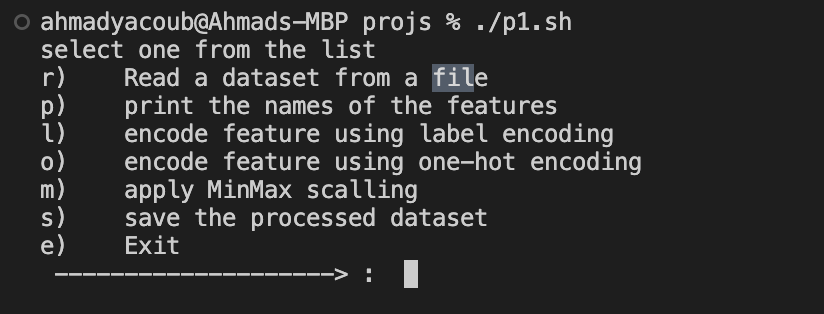 ahmadyacoub@Ahmads-MBP projs % ./p1.sh
select one from the list
r)    Read a dataset from a file
p)    print the names of the features
l)    encode feature using label encoding
o)    encode feature using one-hot encoding
m)    apply MinMax scalling
s)    save the processed dataset
e)    Exit
 --------------------> :